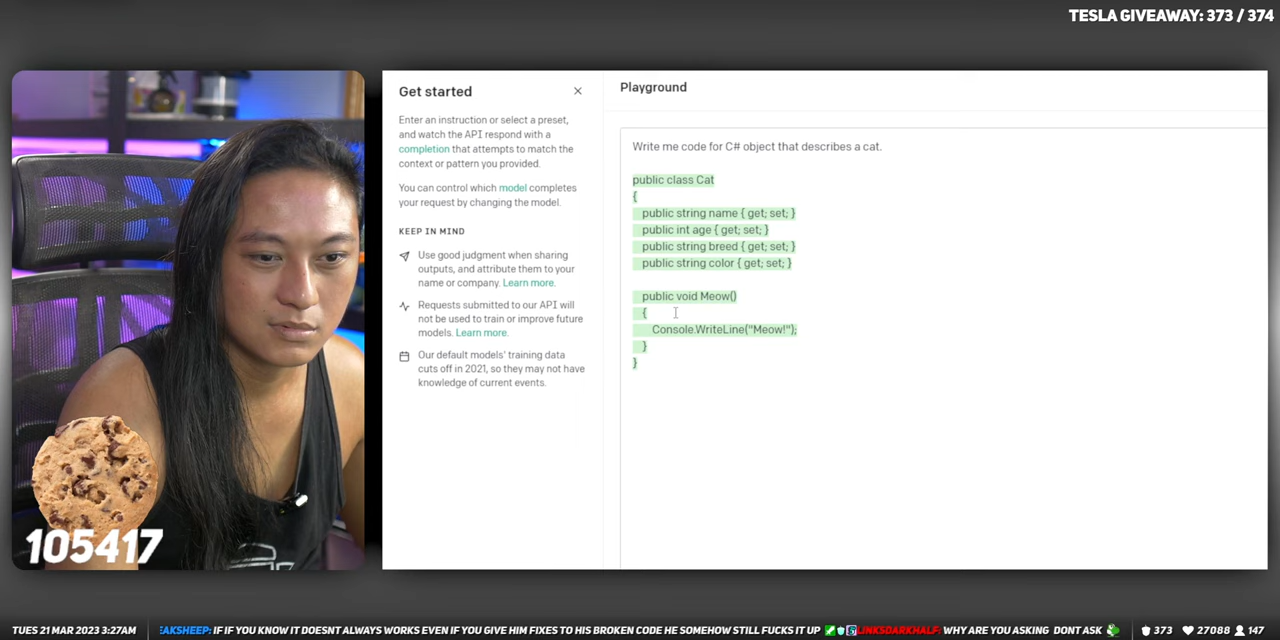 TESLA GIVEAWAY: 373 / 374
Get started
Enter an instruction or select a preset,
and watch the API respond with a
completion that attempts to match the
context or pattern you provided.
You can control which model completes
your request by changing the model.
KEEP IN MIND
Use good judgment when sharing
outputs, and attribute them to your
name or company. Learn more.
Requests submitted to our API will
not be used to train or improve future
models. Learn more.
Our default models' training data
cuts off in 2021, so they may not have
knowledge of current events.
Playground
Write me code for C# object that describes a cat.
public class Cat
{
public string name { get; set; }
public int age { get; set; }
public string breed { get; set; }
public string color { get; set; }
public void Meow()
{
Console.WriteLine("Meow!");
}
}
105417
TUES 21 MAR 2023 3:27AM EAKSHEEP: IF IF YOU KNOW IT DOESNT ALWAYS WORKS EVEN IF YOU GIVE HIM FIXES TO HIS BROKEN CODE HE SOMEHOW STILL FUCKS IT UP LINKSDARKHALF: WHY ARE YOU ASKING DONT ASK 373 27088 147